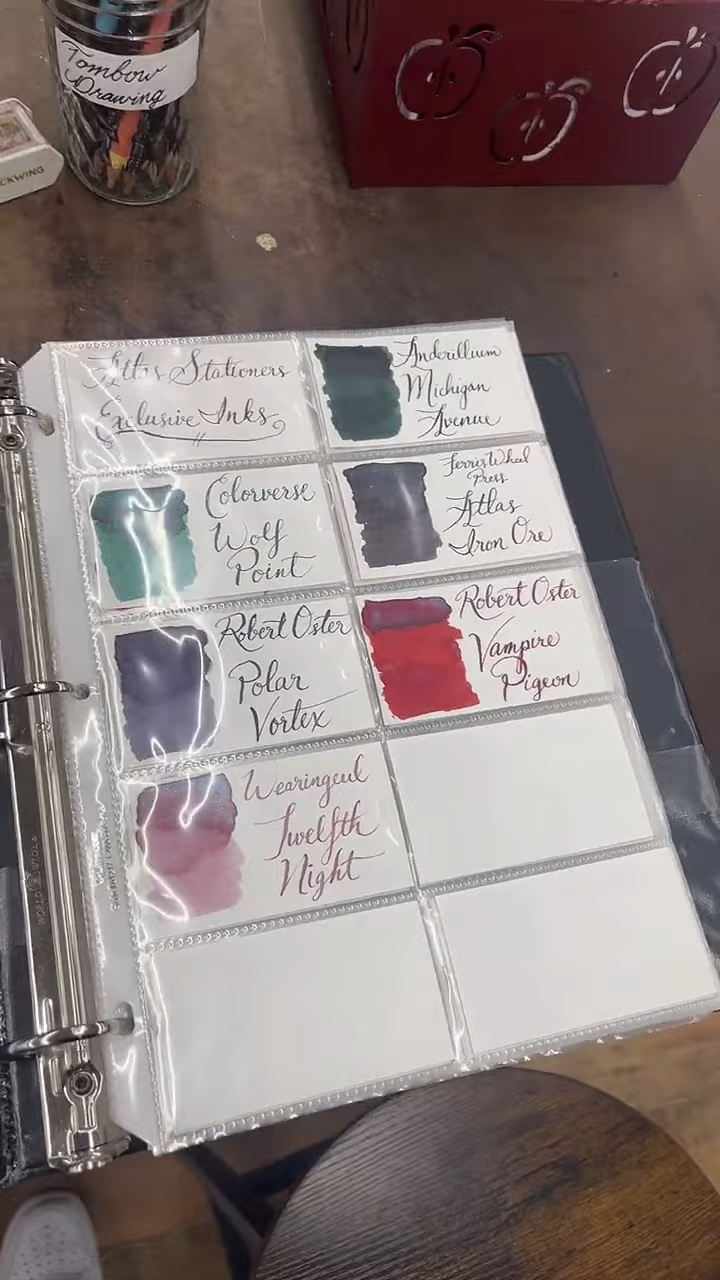 Tombow
Drawing
CKWING
Atlas Stationers
Exclusive Inks
Anderillium
Michigan
Avenue
Colorverse
Wolf
Point
Ferris Wheel
Press
Atlas
Iron Ore
Robert Oster
Polar
Vortex
Robert Oster
Vampire
Pigeon
Wearingeul
Twelfth
Night